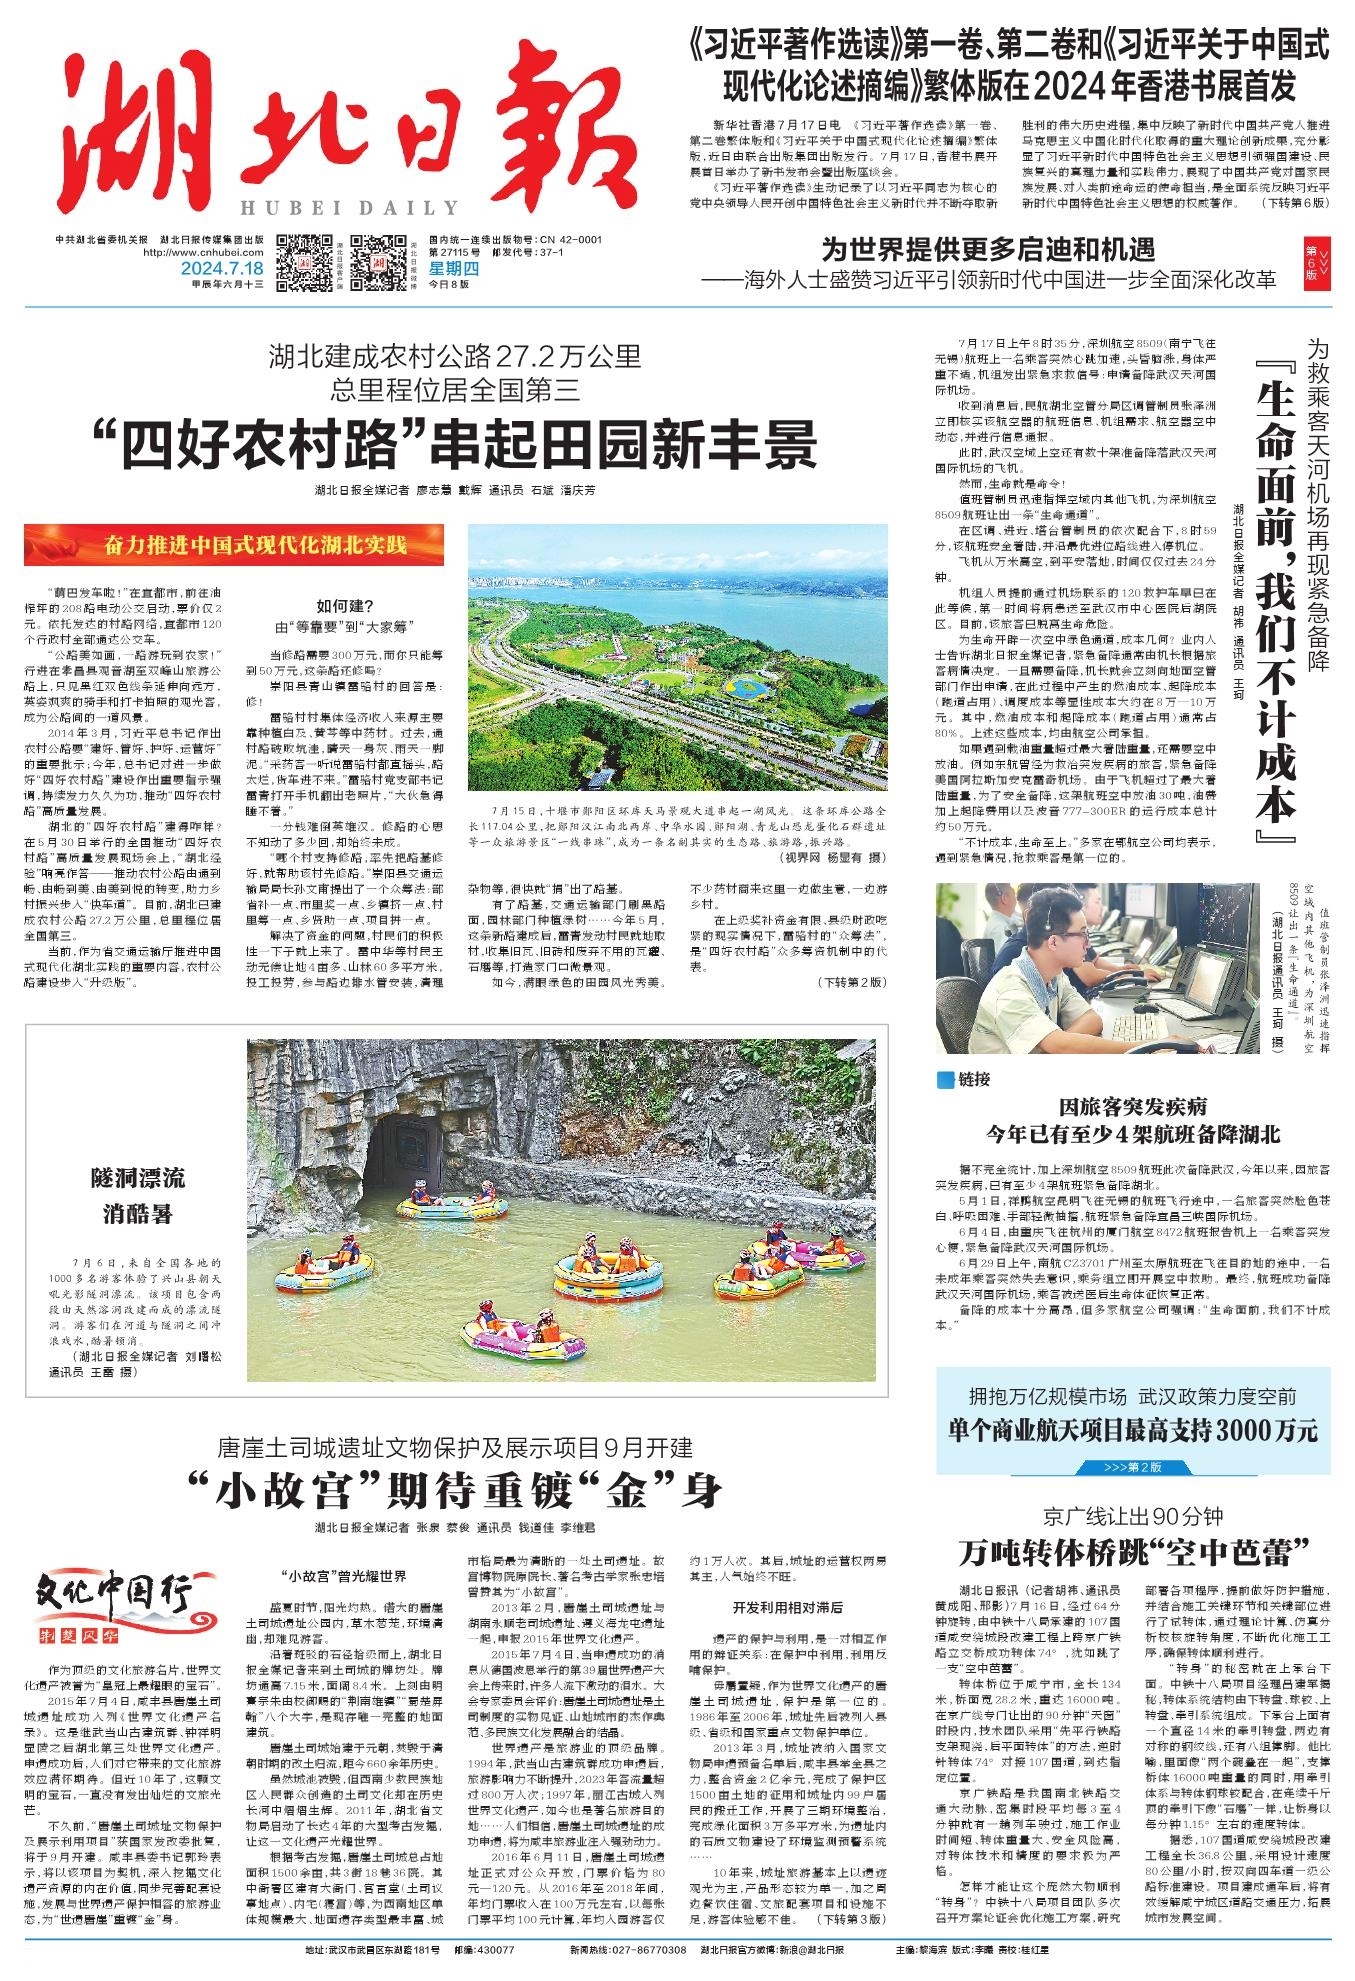 湖北日报
HUBEI DAILY
中共湖北省委机关报 湖北日报传媒集团出版
http://www.cnhubei.com
2024.7.18
甲辰年六月十三
湖北日报客户端
湖北日报微博
国内统一连续出版物号:CN 42-0001
第27115号 邮发代号:37-1
星期四
今日8版
《习近平著作选读》第一卷、第二卷和《习近平关于中国式
现代化论述摘编》繁体版在2024年香港书展首发
新华社香港7月17日电 《习近平著作选读》第一卷、
第二卷繁体版和《习近平关于中国式现代化论述摘编》繁体
版,近日由联合出版集团出版发行。7月17日,香港书展开
展首日举办了新书发布会暨出版座谈会。
《习近平著作选读》生动记录了以习近平同志为核心的
党中央领导人民开创中国特色社会主义新时代并不断夺取新
胜利的伟大历史进程,集中反映了新时代中国共产党人推进
马克思主义中国化时代化取得的重大理论创新成果,充分彰
显了习近平新时代中国特色社会主义思想引领强国建设、民
族复兴的真理力量和实践伟力,展现了中国共产党对国家民
族发展、对人类前途命运的使命担当,是全面系统反映习近平
新时代中国特色社会主义思想的权威著作。 (下转第6版)
为世界提供更多启迪和机遇
——海外人士盛赞习近平引领新时代中国进一步全面深化改革
第6版
湖北建成农村公路27.2万公里
总里程位居全国第三
“四好农村路”串起田园新丰景
湖北日报全媒记者 廖志慧 戴辉 通讯员 石斌 潘庆芳
奋力推进中国式现代化湖北实践
“荫巴发车啦!”在宜都市,前往油
榨坪的208路电动公交启动,票价仅2
元。依托发达的村路网络,宜都市120
个行政村全部通达公交车。
“公路美如画,一路游玩到农家!”
行进在孝昌县观音湖至双峰山旅游公
路上,只见黑红双色线条延伸向远方,
英姿飒爽的骑手和打卡拍照的观光客,
成为公路间的一道风景。
2014年3月,习近平总书记作出
农村公路要“建好、管好、护好、运营好”
的重要批示;今年,总书记对进一步做
好“四好农村路”建设作出重要指示强
调,持续发力久久为功,推动“四好农村
路”高质量发展。
湖北的“四好农村路”建得咋样?
在5月30日举行的全国推动“四好农
村路”高质量发展现场会上,“湖北经
验”响亮作答——推动农村公路由通到
畅、由畅到美、由美到悦的转变,助力乡
村振兴步入“快车道”。目前,湖北已建
成农村公路27.2万公里,总里程位居
全国第三。
当前,作为省交通运输厅推进中国
式现代化湖北实践的重要内容,农村公
路建设步入“升级版”。
如何建?
由“等靠要”到“大家筹”
当修路需要300万元,而你只能筹
到50万元,这条路还修吗?
崇阳县青山镇雷骆村的回答是:
修!
雷骆村村集体经济收入来源主要
靠种植白及、黄芩等中药材。过去,通
村路破败坑洼,晴天一身灰、雨天一脚
泥。“采药客一听说雷骆村都直摇头,路
太烂,货车进不来。”雷骆村党支部书记
雷青打开手机翻出老照片,“大伙急得
睡不着。”
一分钱难倒英雄汉。修路的心思
不知动了多少回,却始终未成。
“哪个村支持修路,率先把路基修
好,就帮助该村先修路。”崇阳县交通运
输局局长孙文甫提出了一个众筹法:部
省补一点、市里奖一点、乡镇挤一点、村
里筹一点、乡贤助一点、项目拼一点。
解决了资金的问题,村民们的积极
性一下子就上来了。雷中华等村民主
动无偿让地4亩多、山林60多平方米,
投工投劳,参与路边排水管安装,清理
7月15日,十堰市郧阳区环库天马景观大道串起一湖风光。这条环库公路全
长117.04公里,把郧阳汉江南北两岸、中华水园、郧阳湖、青龙山恐龙蛋化石群遗址
等一众旅游景区“一线串珠”,成为一条名副其实的生态路、旅游路,振兴路。
(视界网 杨显有 摄)
杂物等,很快就“捐”出了路基。
有了路基,交通运输部门刷黑路
面,园林部门种植绿树……今年5月,
这条新路建成后,雷青发动村民就地取
材,收集旧瓦、旧砖和废弃不用的瓦罐、
石磨等,打造家门口微景观。
如今,满眼绿色的田园风光秀美。
不少药材商来这里一边做生意,一边游
乡村。
在上级奖补资金有限、县级财政吃
紧的现实情况下,雷骆村的“众筹法”,
是“四好农村路”众多筹资机制中的代
表。
(下转第2版)
为救乘客天河机场再现紧急备降
『生命面前,我们不计成本』
湖北日报全媒记者 胡祎 通讯员 王珂
7月17日上午8时35分,深圳航空8509(南宁飞往
无锡)航班上一名乘客突然心跳加速,头昏脑涨,身体严
重不适,机组发出紧急求救信号:申请备降武汉天河国
际机场。
收到消息后,民航湖北空管分局区调管制员张泽洲
立即核实该航空器的航班信息、机组需求、航空器空中
动态,并进行信息通报。
此时,武汉空域上空还有数十架准备降落武汉天河
国际机场的飞机。
然而,生命就是命令!
值班管制员迅速指挥空域内其他飞机,为深圳航空
8509航班让出一条“生命通道”。
在区调、进近、塔台管制员的依次配合下,8时59
分,该航班安全着陆,并沿最优进位路线进入停机位。
飞机从万米高空,到平安落地,时间仅仅过去24分
钟。
机组人员提前通过机场联系的120救护车早已在
此等候,第一时间将病患送至武汉市中心医院后湖院
区。目前,该旅客已脱离生命危险。
为生命开辟一次空中绿色通道,成本几何?业内人
士告诉湖北日报全媒记者,紧急备降通常由机长根据旅
客病情决定。一旦需要备降,机长就会立刻向地面空管
部门作出申请,在此过程中产生的燃油成本、起降成本
(跑道占用)、调度成本等显性成本大约在8万—10万
元。其中,燃油成本和起降成本(跑道占用)通常占
80%。上述这些成本,均由航空公司承担。
如果遇到载油重量超过最大着陆重量,还需要空中
放油。例如东航曾经为救治突发疾病的旅客,紧急备降
美国阿拉斯加安克雷奇机场。由于飞机超过了最大着
陆重量,为了安全备降,这架航班空中放油30吨,油费
加上起降费用以及波音777-300ER的运行成本总计
约50万元。
“不计成本,生命至上。”多家在鄂航空公司均表示,
遇到紧急情况,抢救乘客是第一位的。
值班管制员张泽洲迅速指挥
空域内其他飞机,为深圳航空
8509让出一条『生命通道』。
(湖北日报通讯员 王珂 摄)
链接
因旅客突发疾病
今年已有至少4架航班备降湖北
据不完全统计,加上深圳航空8509航班此次备降武汉,今年以来,因旅客
突发疾病,已有至少4架航班紧急备降湖北。
5月1日,祥鹏航空昆明飞往无锡的航班飞行途中,一名旅客突然脸色苍
白、呼吸困难、手部轻微抽搐,航班紧急备降宜昌三峡国际机场。
6月4日,由重庆飞往杭州的厦门航空8472航班报告机上一名乘客突发
心梗,紧急备降武汉天河国际机场。
6月29日上午,南航CZ3701广州至太原航班在飞往目的地的途中,一名
未成年乘客突然失去意识,乘务组立即开展空中救助。最终,航班成功备降
武汉天河国际机场,乘客被送医后生命体征恢复正常。
备降的成本十分高昂,但多家航空公司强调:“生命面前,我们不计成
本。”
隧洞漂流
消酷暑
7月6日,来自全国各地的
1000多名游客体验了兴山县朝天
吼光影隧洞漂流。该项目包含两
段由天然溶洞改建而成的漂流隧
洞。游客们在河道与隧洞之间冲
浪戏水,酷暑顿消。
(湖北日报全媒记者 刘曙松
通讯员 王雷 摄)
拥抱万亿规模市场 武汉政策力度空前
单个商业航天项目最高支持3000万元
>>>第2版
唐崖土司城遗址文物保护及展示项目9月开建
“小故宫”期待重镀“金”身
湖北日报全媒记者 张泉 蔡俊 通讯员 钱道佳 李维君
文化中国行
荆楚风华
作为顶级的文化旅游名片,世界文
化遗产被誉为“皇冠上最耀眼的宝石”。
2015年7月4日,咸丰县唐崖土司
城遗址成功入列《世界文化遗产名
录》。这是继武当山古建筑群、钟祥明
显陵之后湖北第三处世界文化遗产。
申遗成功后,人们对它带来的文化旅游
效应满怀期待。但近10年了,这颗文
明的宝石,一直没有发出灿烂的文旅光
芒。
不久前,“唐崖土司城址文物保护
及展示利用项目”获国家发改委批复,
将于9月开建。咸丰县委书记郭玲表
示,将以该项目为契机,深入挖掘文化
遗产资源的内在价值,同步完善配套设
施,发展与世界遗产保护相容的旅游业
态,为“世遗唐崖”重镀“金”身。
“小故宫”曾光耀世界
盛夏时节,阳光灼热。偌大的唐崖
土司城遗址公园内,草木葱茏,环境清
幽,却难见游客。
沿着斑驳的石径拾级而上,湖北日
报全媒记者来到土司城的牌坊处。牌
坊通高7.15米,面阔8.4米。上刻由明
熹宗朱由校御赐的“荆南雄镇”“蜀楚屏
翰”八个大字,是现存唯一完整的地面
建筑。
唐崖土司城始建于元朝,焚毁于清
朝时期的改土归流,距今660余年历史。
虽然城池被毁,但西南少数民族地
区人民群众创造的土司文化却在历史
长河中熠熠生辉。2011年,湖北省文
物局启动了长达4年的大型考古发掘,
让这一文化遗产光耀世界。
根据考古发掘,唐崖土司城总占地
面积1500余亩,共3街18巷36院。其
中衙署区建有大衙门、官言堂(土司议
事地点)、内宅(寝宫)等,为西南地区单
体规模最大、地面遗存类型最丰富、城
市格局最为清晰的一处土司遗址。故
宫博物院原院长、著名考古学家张忠培
曾赞其为“小故宫”。
2013年2月,唐崖土司城遗址与
湖南永顺老司城遗址、遵义海龙屯遗址
一起,申报2015年世界文化遗产。
2015年7月4日,当申遗成功的消
息从德国波恩举行的第39届世界遗产大
会上传来时,许多人流下激动的泪水。大
会专家委员会评价:唐崖土司城遗址是土
司制度的实物见证、山地城市的杰作典
范、多民族文化发展融合的结晶。
世界遗产是旅游业的顶级品牌。
1994年,武当山古建筑群成功申遗后,
旅游影响力不断提升,2023年客流量超
过800万人次;1997年,丽江古城入列
世界文化遗产,如今也是著名旅游目的
地……人们相信,唐崖土司城遗址的成
功申遗,将为咸丰旅游业注入强劲动力。
2016年6月11日,唐崖土司城遗
址正式对公众开放,门票价格为80
元—120元。从2016年至2018年间,
年均门票收入在100万元左右,以每张
门票平均100元计算,年均入园游客仅
约1万人次。其后,城址的运营权两易
其主,人气始终不旺。
开发利用相对滞后
遗产的保护与利用,是一对相互作
用的辩证关系:在保护中利用,利用反
哺保护。
毋庸置疑,作为世界文化遗产的唐
崖土司城遗址,保护是第一位的。
1986年至2006年,城址先后被列入县
级、省级和国家重点文物保护单位。
2013年3月,城址被纳入国家文
物局申遗预备名单后,咸丰县举全县之
力,整合资金2亿余元,完成了保护区
1500亩土地的征用和城址内99户居
民的搬迁工作,开展了三期环境整治,
完成绿化面积3万多平方米,为遗址内
的石质文物建设了环境监测预警系统
……
10年来,城址旅游基本上以遗迹
观光为主,产品形态较为单一,加之周
边餐饮住宿、文旅配套项目和设施不
足,游客体验感不佳。 (下转第3版)
京广线让出90分钟
万吨转体桥跳“空中芭蕾”
湖北日报讯(记者胡祎、通讯员
黄成阳、邢影)7月16日,经过64分
钟旋转,由中铁十八局承建的107国
道咸安绕城段改建工程上跨京广铁
路立交桥成功转体74°,犹如跳了
一支“空中芭蕾”。
转体桥位于咸宁市,全长134
米,桥面宽28.2米,重达16000吨。
在京广线专门让出的90分钟“天窗”
时段内,技术团队采用“先平行铁路
支架现浇,后平面转体”的方法,逆时
针转体74°对接107国道,到达指
定位置。
京广铁路是我国南北铁路交
通大动脉,密集时段平均每3至4
分钟就有一辆列车驶过,施工作业
时间短、转体重量大、安全风险高,
对转体技术和精度的要求极为严
格。
怎样才能让这个庞然大物顺利
“转身”?中铁十八局项目团队多次
召开方案论证会优化施工方案,研究
部署各项程序,提前做好防护措施,
并结合施工关键环节和关键部位进
行了试转体,通过理论计算、仿真分
析校核旋转角度,不断优化施工工
序,确保转体顺利进行。
“转身”的秘密就在上承台下
面。中铁十八局项目经理吕建军揭
秘,转体系统结构由下转盘、球铰、上
转盘、牵引系统组成。下承台上面有
一个直径14米的牵引转盘,两边有
对称的钢绞线,还有八组撑脚。他比
喻,里面像“两个碗叠在一起”,支撑
桥体16000吨重量的同时,用牵引
体系与转体钢球铰配合,在连续千斤
顶的牵引下像“石磨”一样,让桥身以
每分钟1.15°左右的速度转体。
据悉,107国道咸安绕城段改建
工程全长36.8公里,采用设计速度
80公里/小时,按双向四车道一级公
路标准建设。项目建成通车后,将有
效缓解咸宁城区道路交通压力,拓展
城市发展空间。
地址:武汉市武昌区东湖路181号 邮编:430077 新闻热线:027-86770308 湖北日报官方微博:新浪@湖北日报 主编:黎海滨 版式:李曦 责校:桂红星